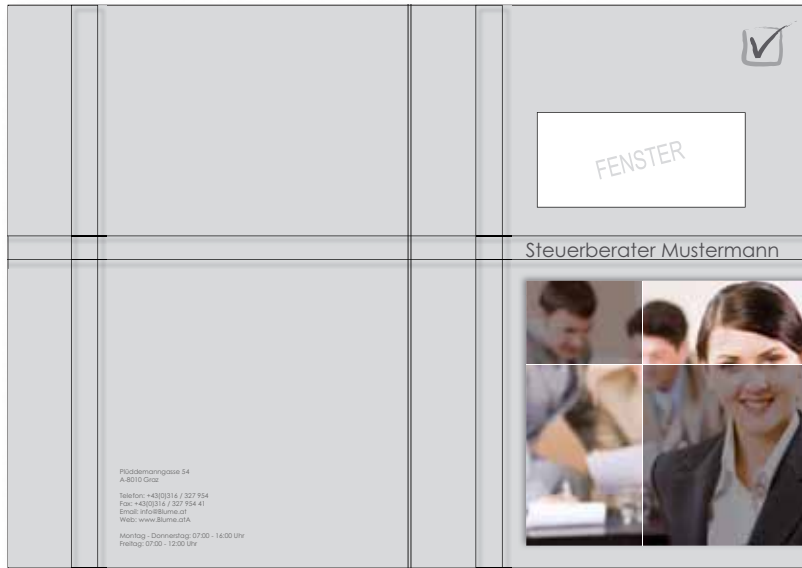 FENSTER
Steuerberater Mustermann
Plüddemanngasse 54
A-8010 Graz
Telefon: +43(0)316 / 327 954
Fax: +43(0)316 / 327 954 41
Email: info@Blume.at
Web: www.Blume.atA
Montag - Donnerstag: 07:00 - 16:00 Uhr
Freitag: 07:00 - 12:00 Uhr